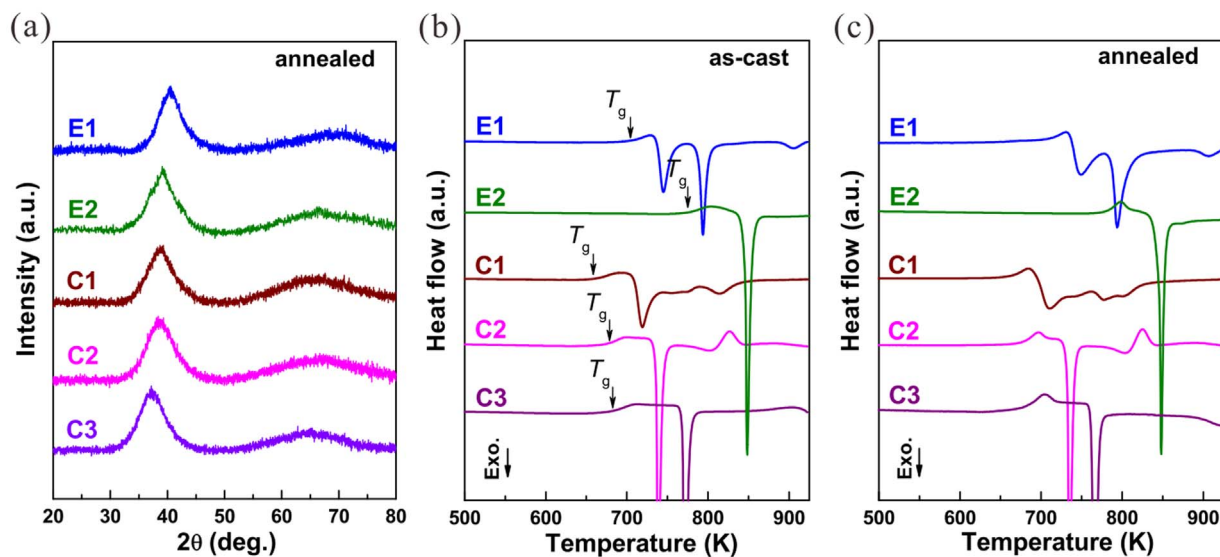 (a)
annealed
E1
E2
C1
C2
C3
Intensity (a.u.)
20 30 40 50 60 70 80
2θ (deg.)
(b)
as-cast
E1
Tg
E2
Tg
C1
Tg
C2
Tg
C3
Tg
Exo.
Heat flow (a.u.)
500 600 700 800 900
Temperature (K)
(c)
annealed
E1
E2
C1
C2
C3
Exo.
Heat flow (a.u.)
500 600 700 800 900
Temperature (K)